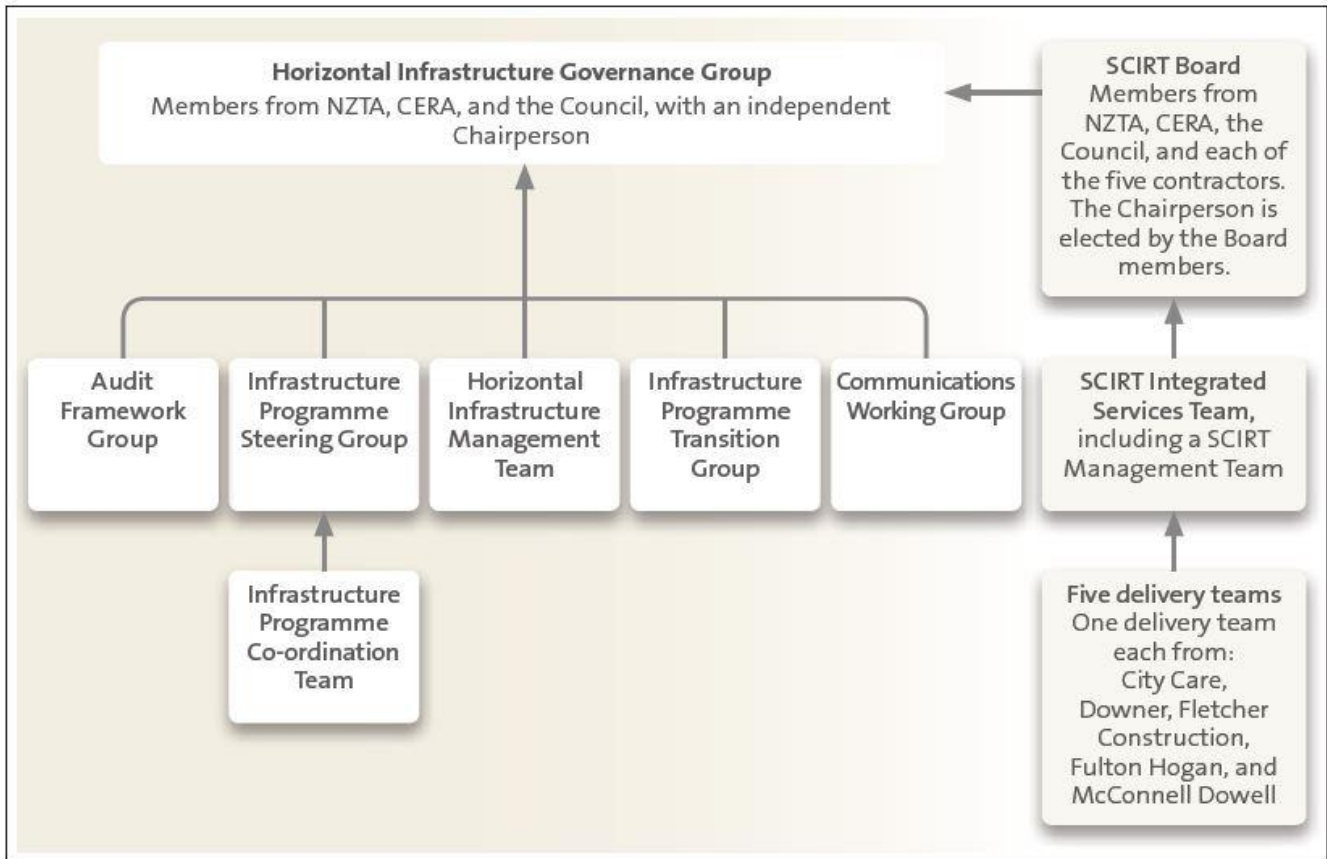 Horizontal Infrastructure Governance Group
Members from NZTA, CERA, and the Council, with an independent
Chairperson
SCIRT Board
Members from
NZTA, CERA, the
Council, and each of
the five contractors.
The Chairperson is
elected by the Board
members.
Audit
Framework
Group
Infrastructure
Programme
Steering Group
Horizontal
Infrastructure
Management
Team
Infrastructure
Programme
Transition
Group
Communications
Working Group
SCIRT Integrated
Services Team,
including a SCIRT
Management Team
Infrastructure
Programme
Co-ordination
Team
Five delivery teams
One delivery team
each from:
City Care,
Downer, Fletcher
Construction,
Fulton Hogan, and
McConnell Dowell